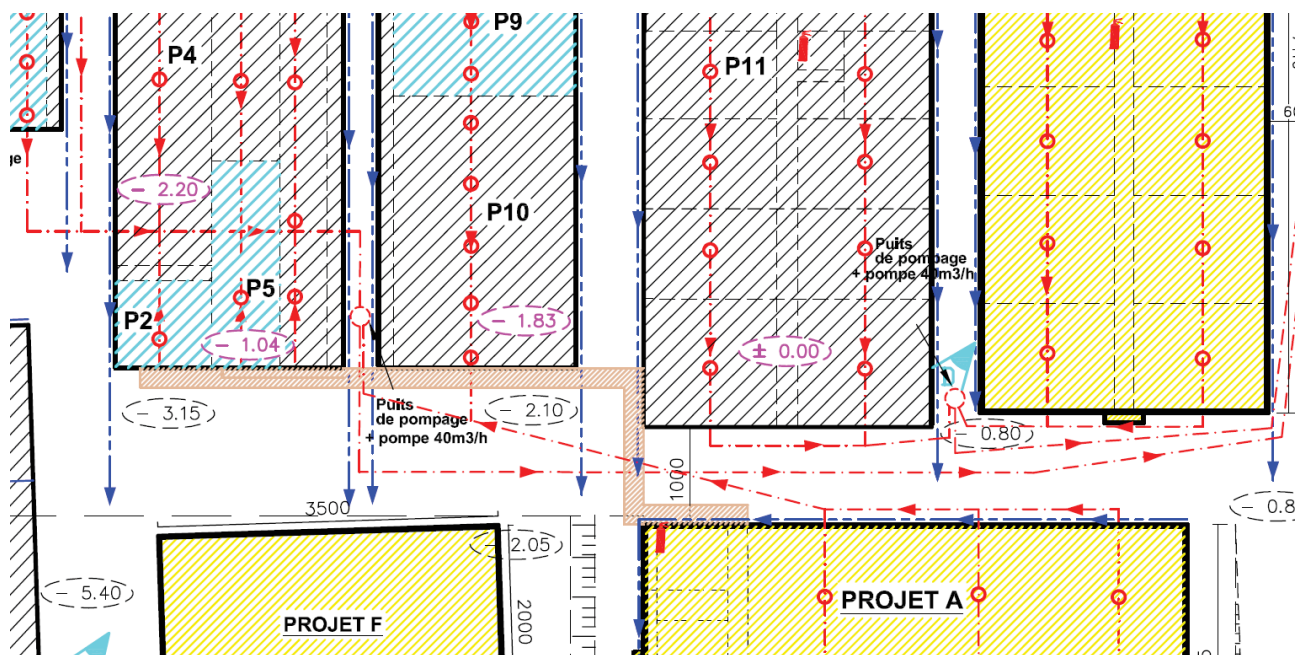 P4
P9
P11
60
ge
- 2.20
P10
Puits
de pompage
+ pompe 40m3/h
P5
P2
- 1.83
- 1.04
± 0.00
- 3.15
Puits
de pompage
+ pompe 40m3/h
- 2.10
- 0.80
1000
3500
- 0.8
- 2.05
- 5.40
PROJET F
2000
PROJET A